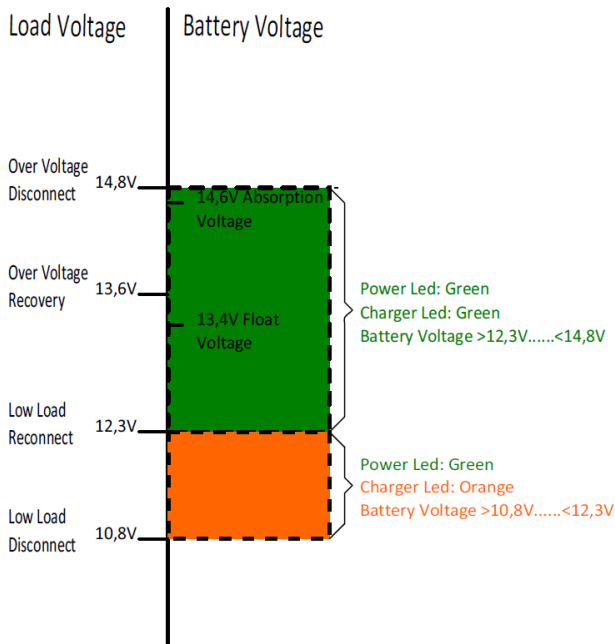 Load Voltage
Battery Voltage
Over Voltage
Disconnect
14,8V
14,6V Absorption
Voltage
Over Voltage
Recovery
13,6V
13,4V Float
Voltage
Power Led: Green
Charger Led: Green
Battery Voltage >12,3V......<14,8V
Low Load
Reconnect
12,3V
Power Led: Green
Charger Led: Orange
Battery Voltage >10,8V......<12,3V
Low Load
Disconnect
10,8V